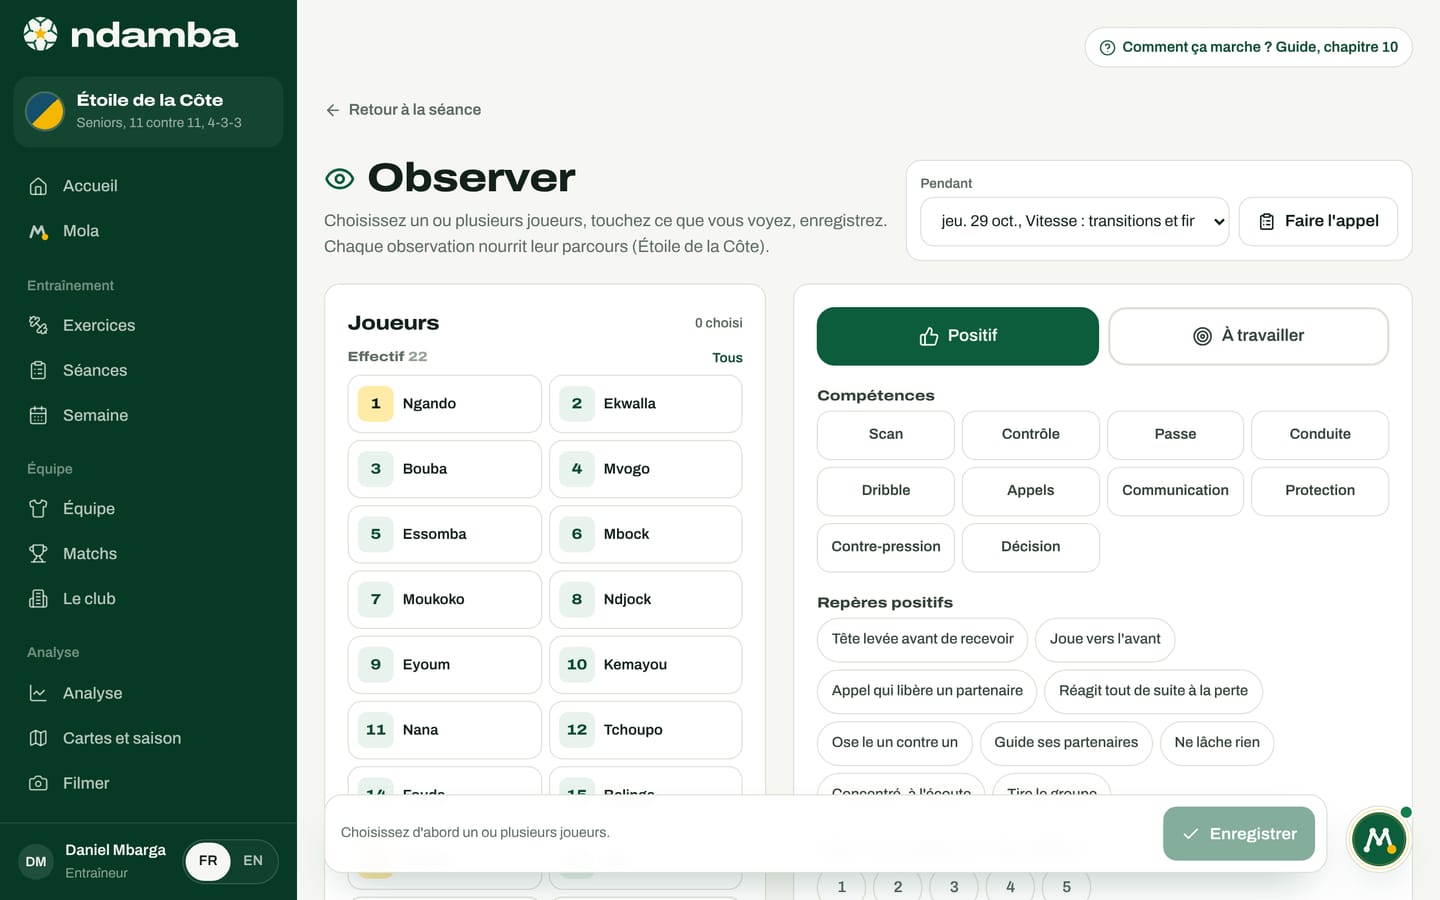 ndamba
Étoile de la Côte
Seniors, 11 contre 11, 4-3-3
Accueil
Mola
Entraînement
Exercices
Séances
Semaine
Équipe
Équipe
Matchs
Le club
Analyse
Analyse
Cartes et saison
Filmer
DM
Daniel Mbarga
Entraîneur
FR
EN
Comment ça marche ? Guide, chapitre 10
Retour à la séance
Observer
Choisissez un ou plusieurs joueurs, touchez ce que vous voyez, enregistrez.
Chaque observation nourrit leur parcours (Étoile de la Côte).
Pendant
jeu. 29 oct., Vitesse : transitions et fir
Faire l'appel
Joueurs
0 choisi
Effectif 22
Tous
1 Ngando
2 Ekwalla
3 Bouba
4 Mvogo
5 Essomba
6 Mbock
7 Moukoko
8 Ndjock
9 Eyoum
10 Kemayou
11 Nana
12 Tchoupo
Positif
À travailler
Compétences
Scan
Contrôle
Passe
Conduite
Dribble
Appels
Communication
Protection
Contre-pression
Décision
Repères positifs
Tête levée avant de recevoir
Joue vers l'avant
Appel qui libère un partenaire
Réagit tout de suite à la perte
Ose le un contre un
Guide ses partenaires
Ne lâche rien
Concentré, à l'écoute
Tire le groupe
Choisissez d'abord un ou plusieurs joueurs.
Enregistrer
1
2
3
4
5